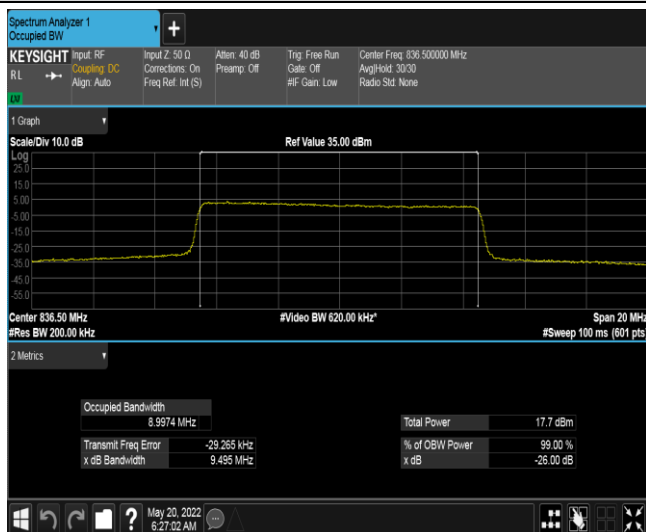 Spectrum Analyzer 1
Occupied BW
+
KEYSIGHT
RL
Input: RF
Coupling: DC
Align: Auto
Input Z: 50 Ω
Corrections: On
Freq Ref: Int (S)
Atten: 40 dB
Preamp: Off
Trig: Free Run
Gate: Off
#IF Gain: Low
Center Freq: 836.500000 MHz
Avg|Hold: 30/30
Radio Std: None
1 Graph
Scale/Div 10.0 dB
Ref Value 35.00 dBm
Log
25.0
15.0
5.00
-5.00
-15.0
-25.0
-35.0
-45.0
-55.0
Center 836.50 MHz
#Video BW 620.00 kHz*
Span 20 MHz
#Res BW 200.00 kHz
#Sweep 100 ms (601 pts)
2 Metrics
Occupied Bandwidth
8.9974 MHz
Total Power 17.7 dBm
Transmit Freq Error -29.265 kHz
% of OBW Power 99.00 %
x dB Bandwidth 9.495 MHz
x dB -26.00 dB
?
May 20, 2022
6:27:02 AM